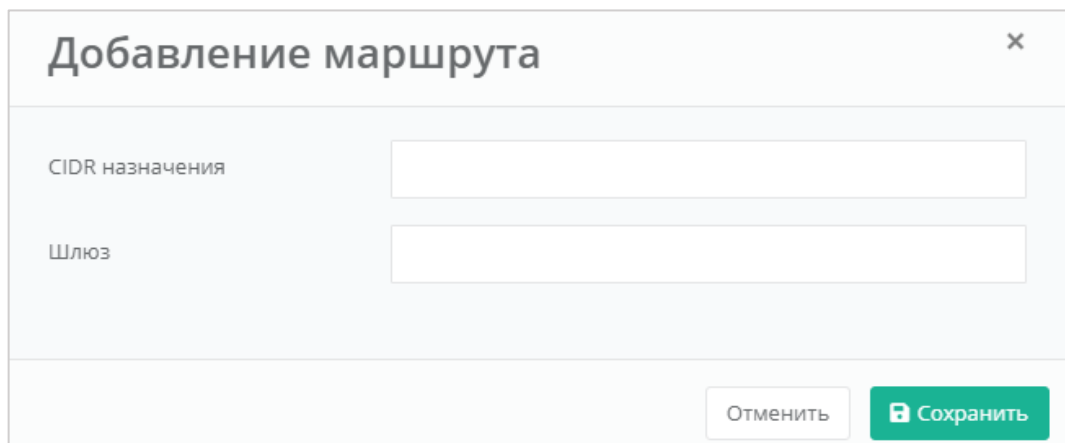 Добавление маршрута
CIDR назначения
Шлюз
Отменить
Сохранить